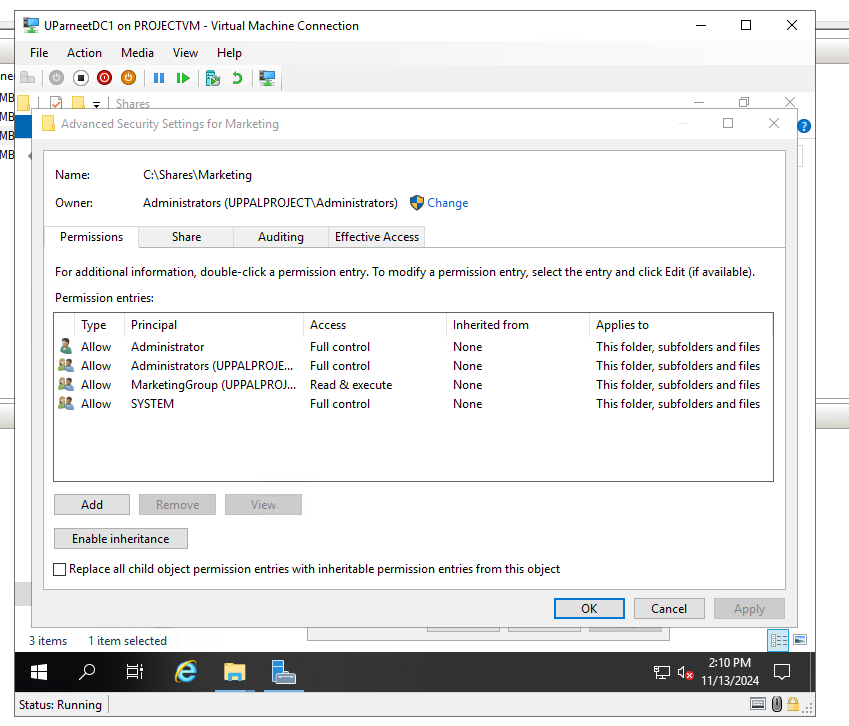 UParneetDC1 on PROJECTVM - Virtual Machine Connection
File Action Media View Help
Shares
Advanced Security Settings for Marketing
Name: C:\Shares\Marketing
Owner: Administrators (UPPALPROJECT\Administrators) Change
Permissions Share Auditing Effective Access
For additional information, double-click a permission entry. To modify a permission entry, select the entry and click Edit (if available).
Permission entries:
Type Principal Access Inherited from Applies to
Allow Administrator Full control None This folder, subfolders and files
Allow Administrators (UPPALPROJE... Full control None This folder, subfolders and files
Allow MarketingGroup (UPPALPROJ... Read & execute None This folder, subfolders and files
Allow SYSTEM Full control None This folder, subfolders and files
Add Remove View
Enable inheritance
Replace all child object permission entries with inheritable permission entries from this object
OK Cancel Apply
3 items 1 item selected
2:10 PM
11/13/2024
Status: Running
MB
MB
MB
MB